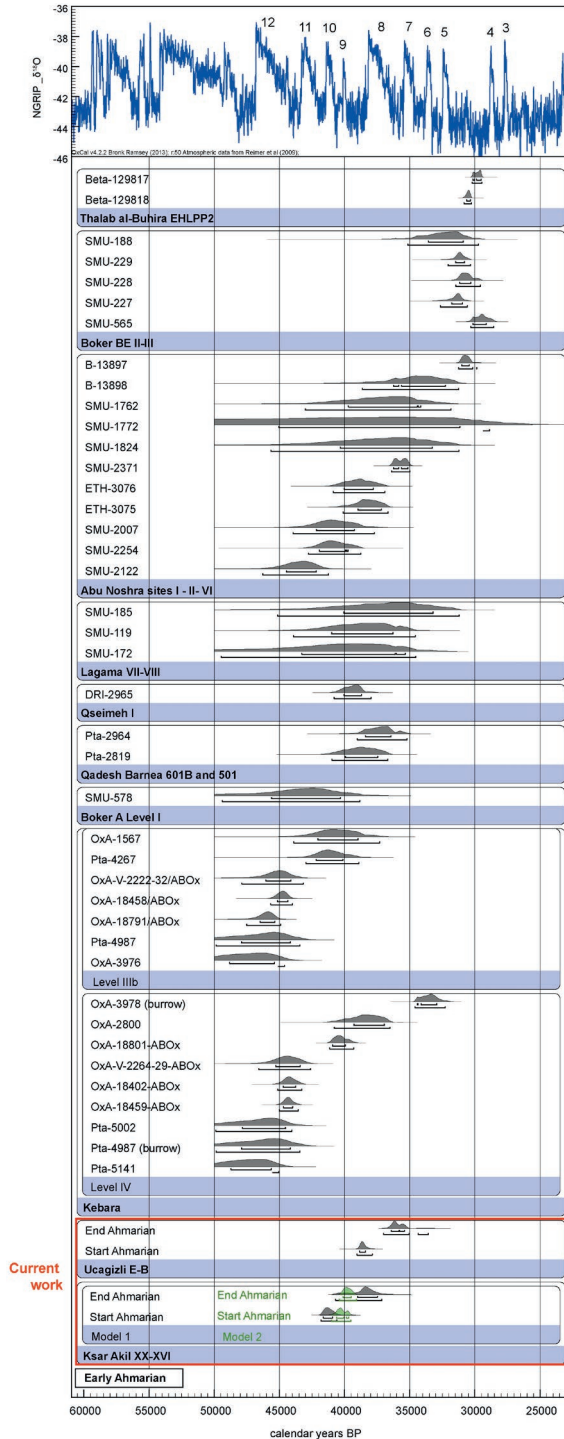 -36
-38
-40
-42
-44
-46
NGRIP _ δ18O
12 11 10 9 8 7 6 5 4 3
OxCal v4.2.2 Bronk Ramsey (2013); r:50 Atmospheric data from Reimer et al (2009);
Beta-129817
Beta-129818
Thalab al-Buhira EHLPP2
SMU-188
SMU-229
SMU-228
SMU-227
SMU-565
Boker BE II-III
B-13897
B-13898
SMU-1762
SMU-1772
SMU-1824
SMU-2371
ETH-3076
ETH-3075
SMU-2007
SMU-2254
SMU-2122
Abu Noshra sites I - II- VI
SMU-185
SMU-119
SMU-172
Lagama VII-VIII
DRI-2965
Qseimeh I
Pta-2964
Pta-2819
Qadesh Barnea 601B and 501
SMU-578
Boker A Level I
OxA-1567
Pta-4267
OxA-V-2222-32/ABOx
OxA-18458/ABOx
OxA-18791/ABOx
Pta-4987
OxA-3976
Level IIIb
OxA-3978 (burrow)
OxA-2800
OxA-18801-ABOx
OxA-V-2264-29-ABOx
OxA-18402-ABOx
OxA-18459-ABOx
Pta-5002
Pta-4987 (burrow)
Pta-5141
Level IV
Kebara
Current
work
End Ahmarian
Start Ahmarian
Ucagizli E-B
End Ahmarian End Ahmarian
Start Ahmarian Start Ahmarian
Model 1 Model 2
Ksar Akil XX-XVI
Early Ahmarian
60000 55000 50000 45000 40000 35000 30000 25000
calendar years BP